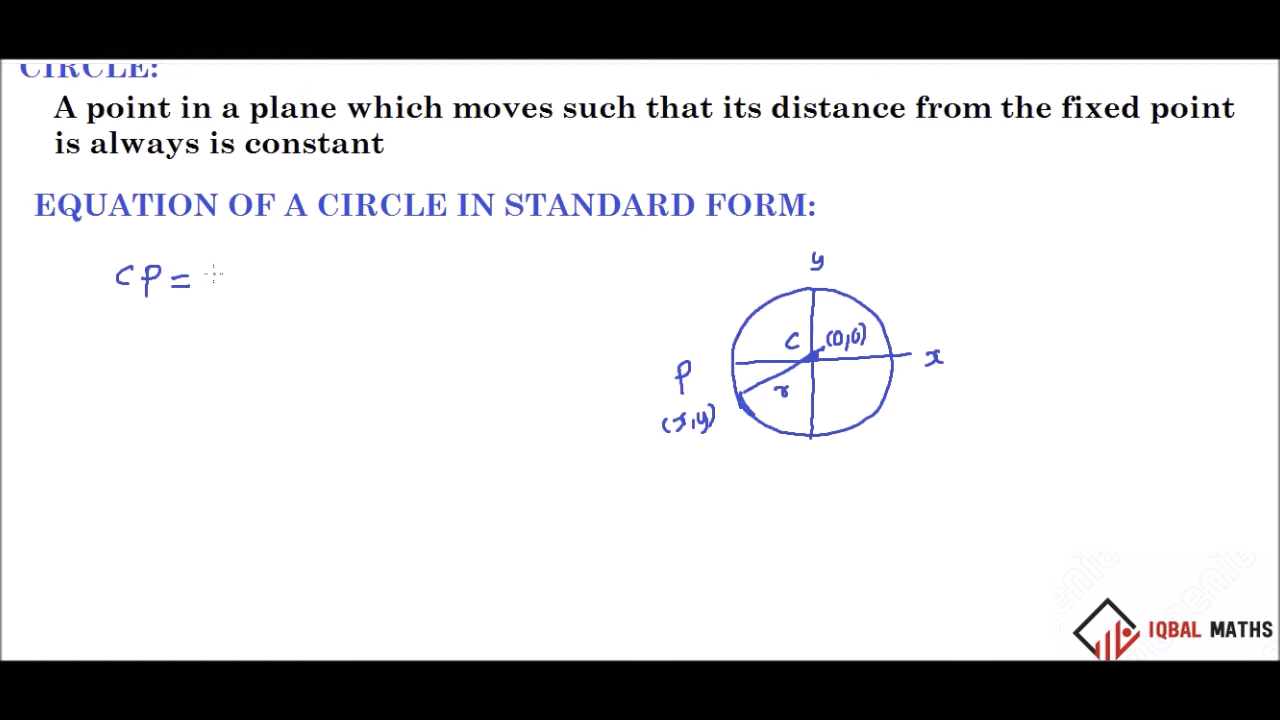 CIRCLE:
A point in a plane which moves such that its distance from the fixed point
is always is constant
EQUATION OF A CIRCLE IN STANDARD FORM:
CP =
y
C
(0,0)
x
P
r
(x,y)
IQBAL MATHS